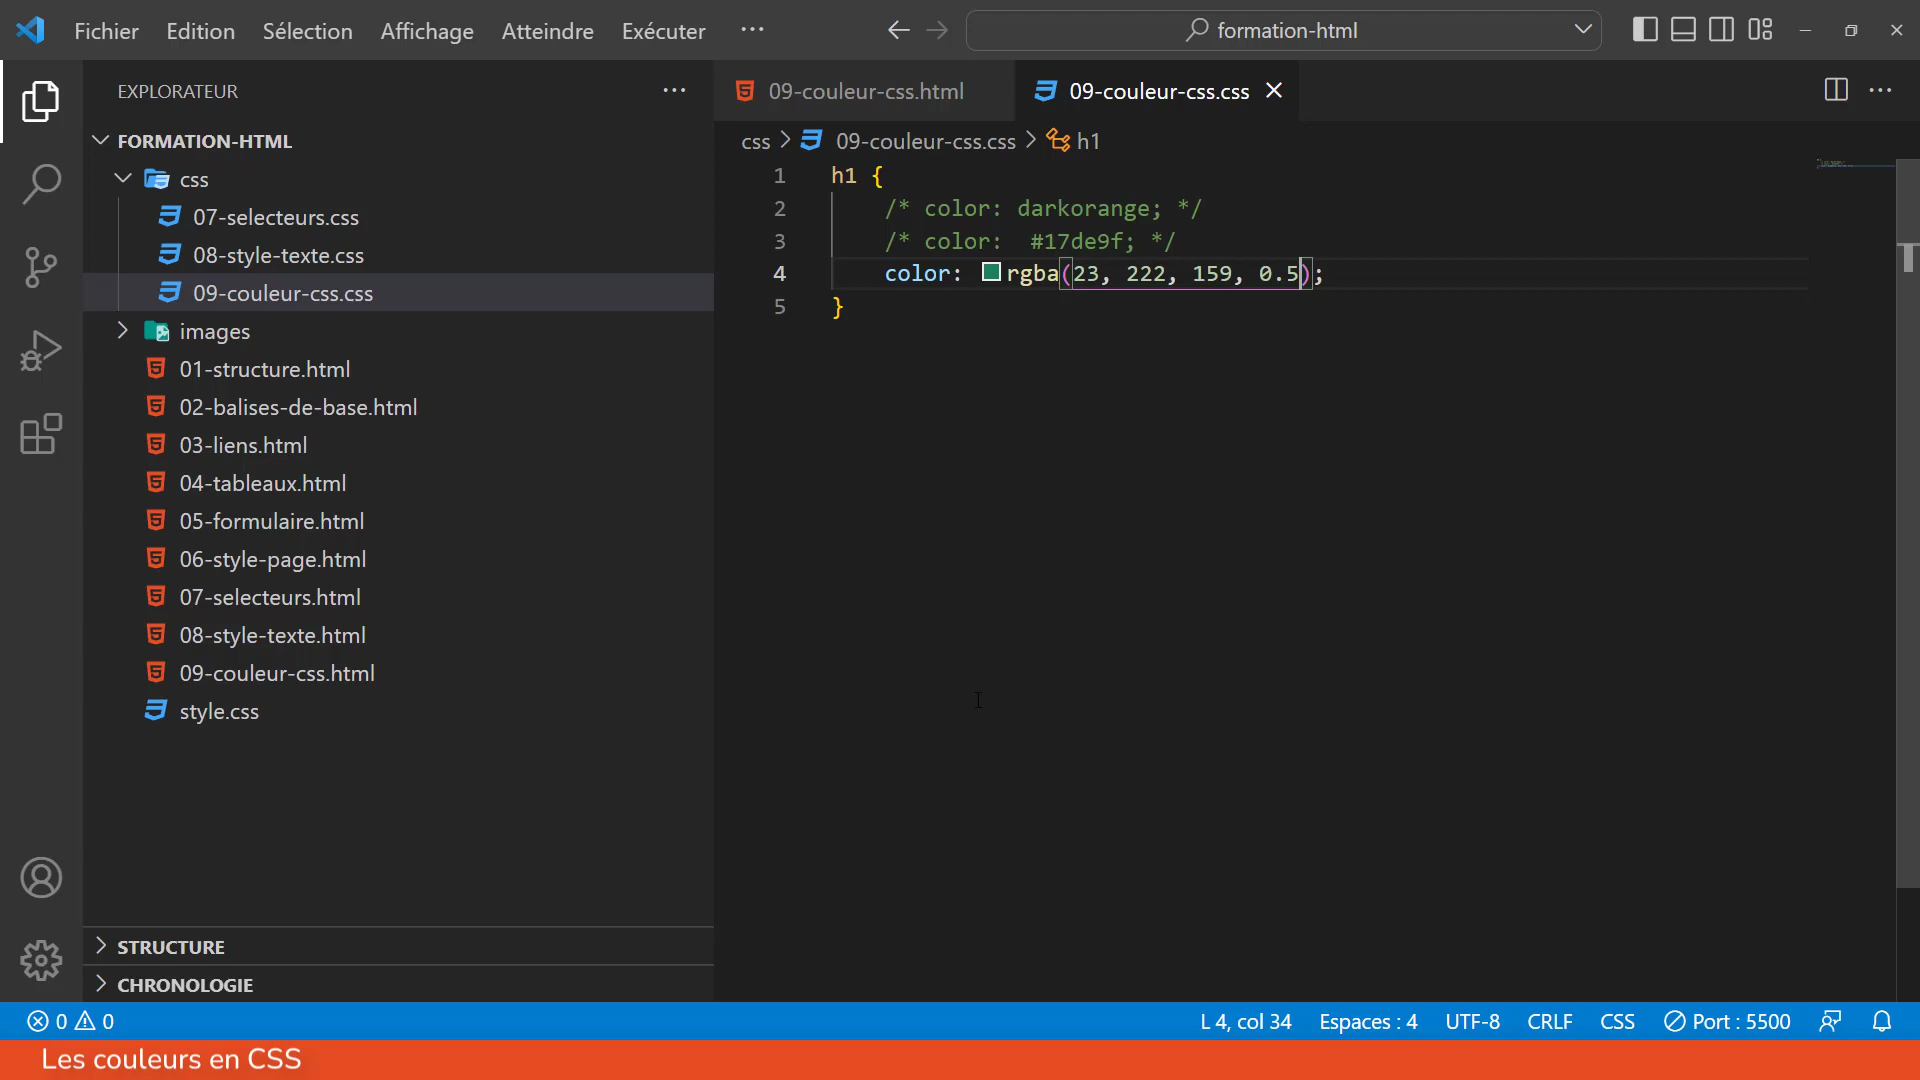 Fichier Edition Sélection Affichage Atteindre Exécuter ··· formation-html
EXPLORATEUR ···
FORMATION-HTML
css
07-selecteurs.css
08-style-texte.css
09-couleur-css.css
images
01-structure.html
02-balises-de-base.html
03-liens.html
04-tableaux.html
05-formulaire.html
06-style-page.html
07-selecteurs.html
08-style-texte.html
09-couleur-css.html
style.css
STRUCTURE
CHRONOLOGIE
09-couleur-css.html 09-couleur-css.css
css > 09-couleur-css.css > h1
1 h1 {
2 /* color: darkorange; */
3 /* color:  #17de9f; */
4 color: rgba(23, 222, 159, 0.5);
5 }
0 0 L 4, col 34 Espaces : 4 UTF-8 CRLF CSS Port : 5500
Les couleurs en CSS